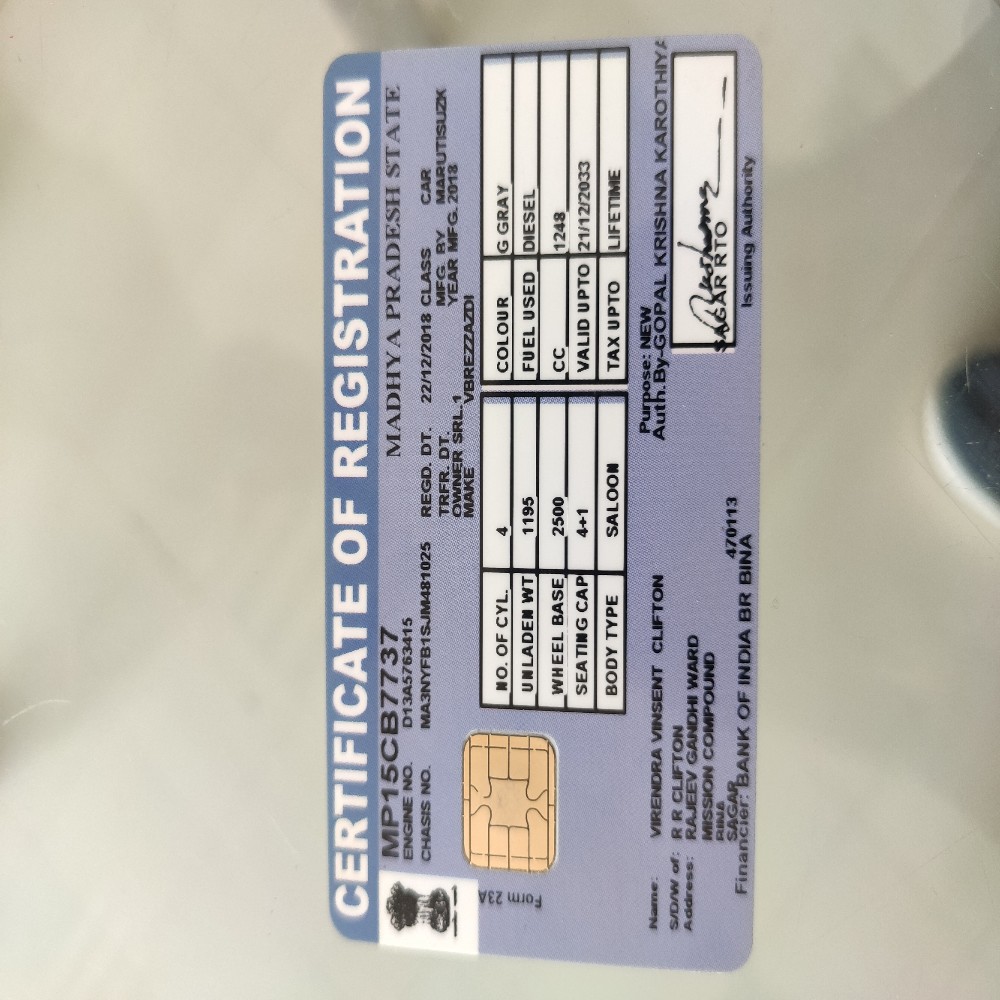 CERTIFICATE OF REGISTRATION
MP15CB7737 MADHYA PRADESH STATE
ENGINE NO. D13A5763415
CHASIS NO. MA3NYFB1SJM481025 REGD. DT. 22/12/2018 CLASS CAR
TRFR. DT. MFG. BY MARUTISUZK
OWNER SRL.1 YEAR MFG. 2018
MAKE VBREZZAZDI
NO. OF CYL. 4 COLOUR G GRAY
UNLADEN WT 1195 FUEL USED DIESEL
WHEEL BASE 2500 CC 1248
SEATING CAP 4+1 VALID UPTO 21/12/2033
BODY TYPE SALOON TAX UPTO LIFETIME
Form 23A
Purpose: NEW
Name: VIRENDRA VINSENT CLIFTON Auth.By-GOPAL KRISHNA KAROTHIYA
S/D/W of: R R CLIFTON
Address: RAJEEV GANDHI WARD
MISSION COMPOUND
BINA
SAGAR 470113
SAGAR RTO
Financier: BANK OF INDIA BR BINA Issuing Authority